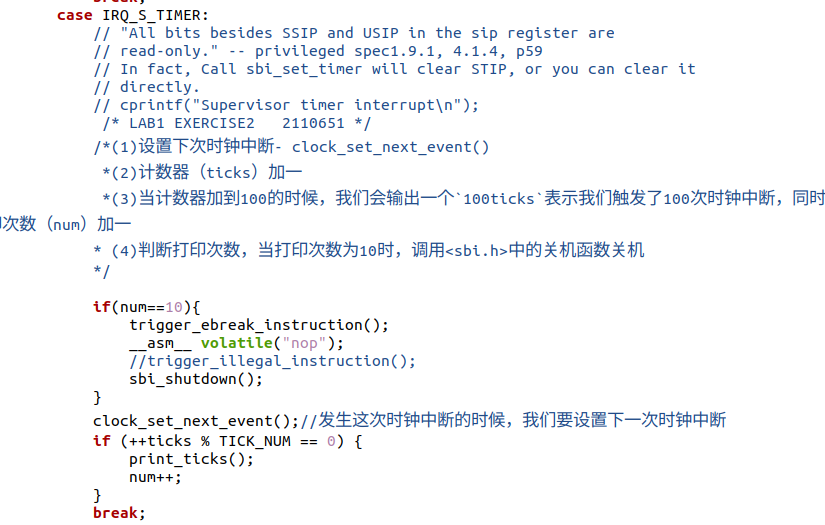 break;
case IRQ_S_TIMER:
// "All bits besides SSIP and USIP in the sip register are
// read-only." -- privileged spec1.9.1, 4.1.4, p59
// In fact, Call sbi_set_timer will clear STIP, or you can clear it
// directly.
// cprintf("Supervisor timer interrupt\n");
/* LAB1 EXERCISE2   2110651 */
/*(1)设置下次时钟中断- clock_set_next_event()
*(2)计数器（ticks）加一
*(3)当计数器加到100的时候，我们会输出一个`100ticks`表示我们触发了100次时钟中断，同时
次数（num）加一
* (4)判断打印次数，当打印次数为10时，调用<sbi.h>中的关机函数关机
*/
if(num==10){
trigger_ebreak_instruction();
__asm__ volatile("nop");
//trigger_illegal_instruction();
sbi_shutdown();
}
clock_set_next_event();//发生这次时钟中断的时候，我们要设置下一次时钟中断
if (++ticks % TICK_NUM == 0) {
print_ticks();
num++;
}
break;